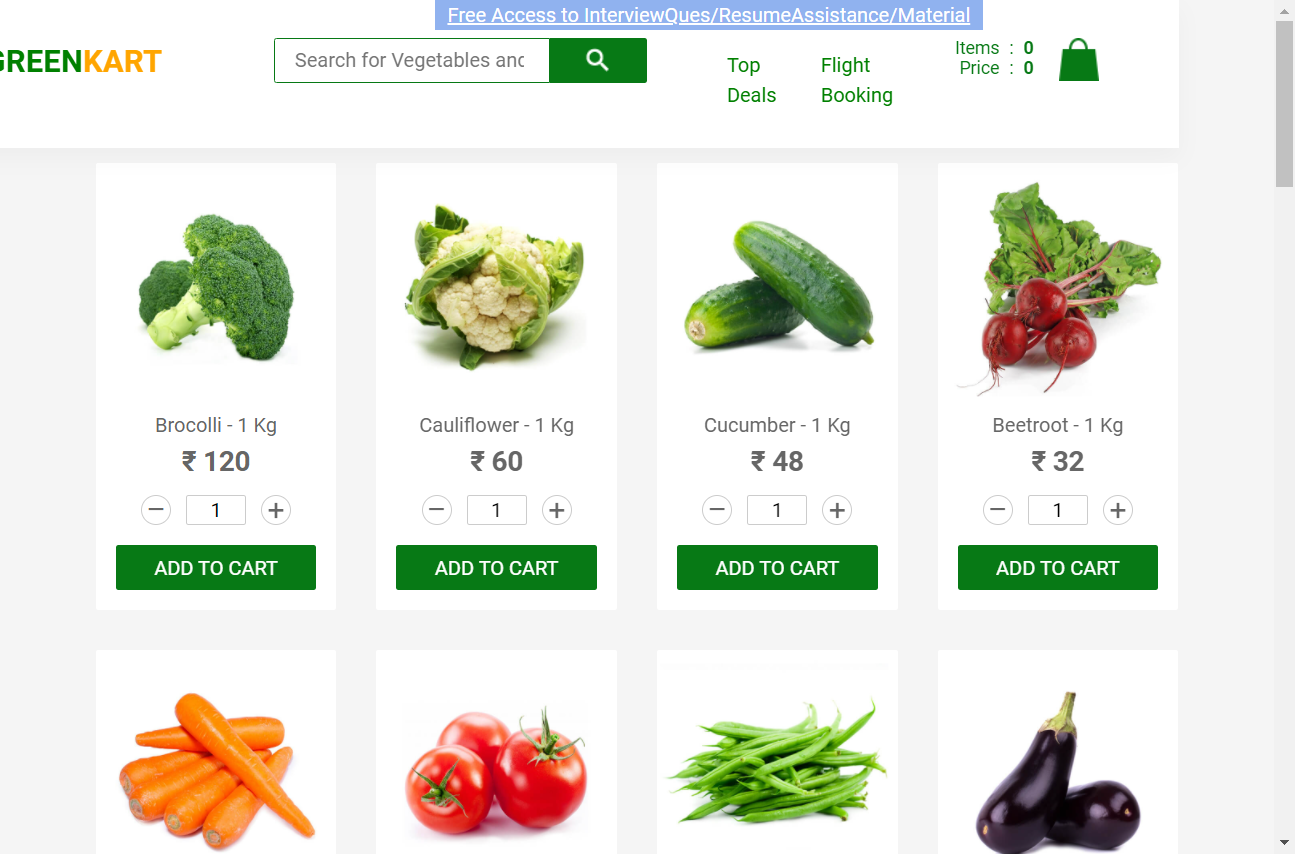 Free Access to InterviewQues/ResumeAssistance/Material
GREENKART
Search for Vegetables and
Top Deals
Flight Booking
Items : 0
Price : 0
Brocolli - 1 Kg
₹ 120
− 1 +
ADD TO CART
Cauliflower - 1 Kg
₹ 60
− 1 +
ADD TO CART
Cucumber - 1 Kg
₹ 48
− 1 +
ADD TO CART
Beetroot - 1 Kg
₹ 32
− 1 +
ADD TO CART